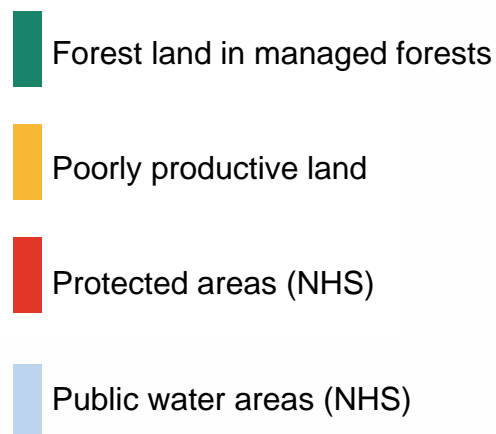 Forest land in managed forests
Poorly productive land
Protected areas (NHS)
Public water areas (NHS)